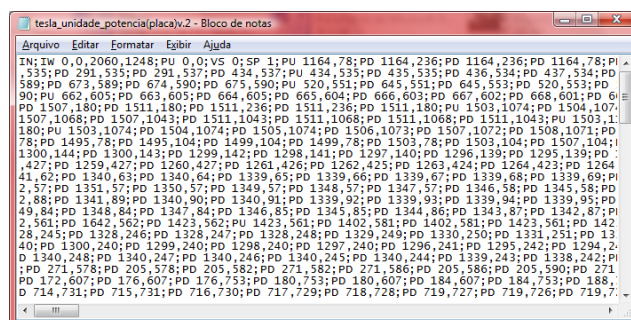 tesla_unidade_potencia(placa)v.2 - Bloco de notas
Arquivo Editar Formatar Exibir Ajuda
IN;IW 0,0,2060,1248;PU 0,0;VS 0;SP 1;PU 1164,78;PD 1164,236;PD 1164,236;PD 1164,78;P
,535;PD 291,535;PD 291,537;PD 434,537;PU 434,535;PD 435,535;PD 436,534;PD 437,534;PD
589;PD 673,589;PD 674,590;PD 675,590;PU 520,551;PD 645,551;PD 645,553;PD 520,553;PD
90;PU 662,605;PD 663,605;PD 664,605;PD 665,604;PD 666,603;PD 667,602;PD 668,601;PD 6
PD 1507,180;PD 1511,180;PD 1511,236;PD 1511,236;PD 1511,180;PU 1503,1074;PD 1504,107
1507,1068;PD 1507,1043;PD 1511,1043;PD 1511,1068;PD 1511,1068;PD 1511,1043;PU 1503,1
180;PU 1503,1074;PD 1504,1074;PD 1505,1074;PD 1506,1073;PD 1507,1072;PD 1508,1071;PD
78;PD 1495,78;PD 1495,104;PD 1499,104;PD 1499,78;PD 1503,78;PD 1503,104;PD 1507,104;
1300,144;PD 1300,143;PD 1299,142;PD 1298,141;PD 1297,140;PD 1296,139;PD 1295,139;PD
,427;PD 1259,427;PD 1260,427;PD 1261,426;PD 1262,425;PD 1263,424;PD 1264,423;PD 1264
41,62;PD 1340,63;PD 1340,64;PD 1339,65;PD 1339,66;PD 1339,67;PD 1339,68;PD 1339,69;P
2,57;PD 1351,57;PD 1350,57;PD 1349,57;PD 1348,57;PD 1347,57;PD 1346,58;PD 1345,58;PD
2,88;PD 1341,89;PD 1340,90;PD 1340,91;PD 1339,92;PD 1339,93;PD 1339,94;PD 1339,95;PD
49,84;PD 1348,84;PD 1347,84;PD 1346,85;PD 1345,85;PD 1344,86;PD 1343,87;PD 1342,87;P
2,561;PD 1642,562;PD 1423,562;PU 1423,561;PD 1402,581;PD 1402,581;PD 1423,561;PD 142
28,245;PD 1328,246;PD 1328,247;PD 1328,248;PD 1329,249;PD 1330,250;PD 1331,251;PD 13
40;PD 1300,240;PD 1299,240;PD 1298,240;PD 1297,240;PD 1296,241;PD 1295,242;PD 1294,2
D 1340,248;PD 1340,247;PD 1340,246;PD 1340,245;PD 1340,244;PD 1339,243;PD 1338,242;P
;PD 271,578;PD 205,578;PD 205,582;PD 271,582;PD 271,586;PD 205,586;PD 205,590;PD 271
PD 172,607;PD 176,607;PD 176,753;PD 180,753;PD 180,607;PD 184,607;PD 184,753;PD 188,
D 714,731;PD 715,731;PD 716,730;PD 717,729;PD 718,728;PD 719,727;PD 719,726;PD 719,7